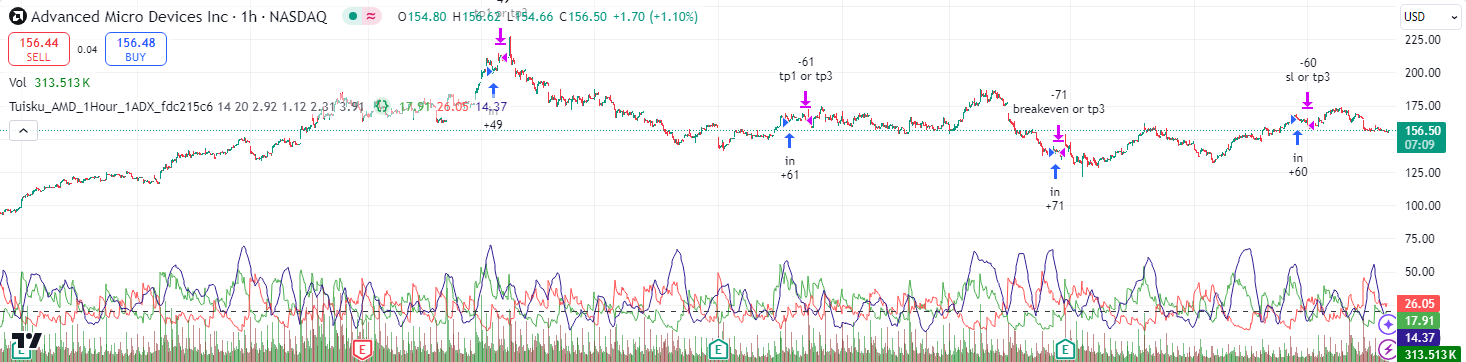 Advanced Micro Devices Inc · 1h · NASDAQ O154.80 H156.62 L154.66 C156.50 +1.70 (+1.10%)
USD
156.44
SELL
0.04
156.48
BUY
Vol 313.513 K
Tuisku_AMD_1Hour_1ADX_fdc215c6 14 20 2.92 1.12 2.31 3.91 17.91 26.05 14.37
in
+49
-61
tp1 or tp3
in
+61
-71
breakeven or tp3
in
+71
-60
sl or tp3
in
+60
225.00
200.00
175.00
156.50
07:09
125.00
100.00
75.00
50.00
26.05
17.91
14.37
313.513 K
E
E
E